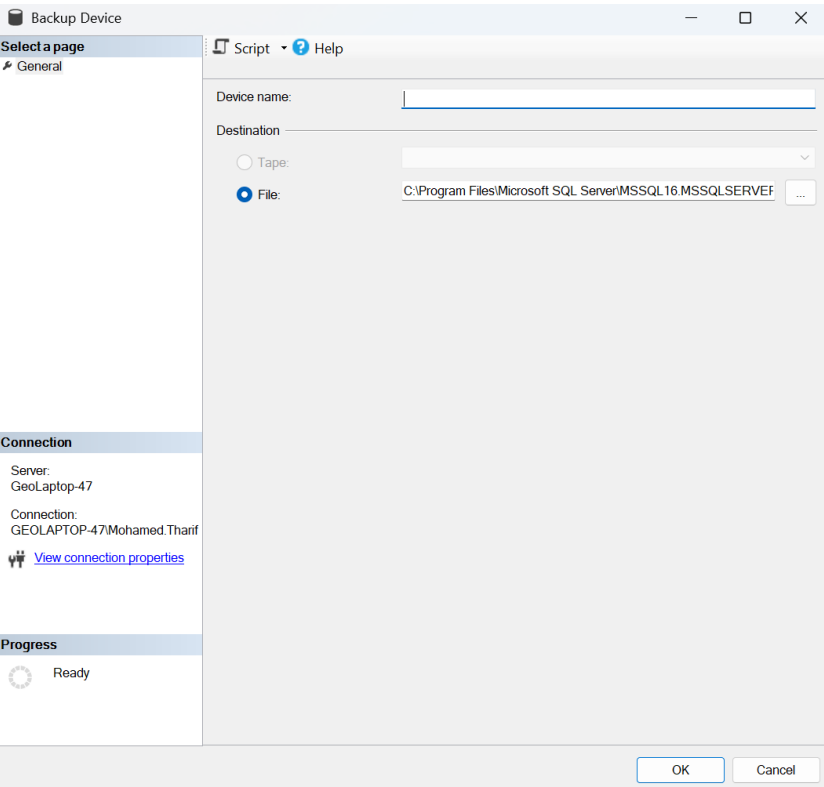 Backup Device
Select a page
General
Script
Help
Device name:
Destination
Tape:
File:
C:\Program Files\Microsoft SQL Server\MSSQL16.MSSQLSERVER
...
Connection
Server:
GeoLaptop-47
Connection:
GEOLAPTOP-47\Mohamed.Tharif
View connection properties
Progress
Ready
OK
Cancel